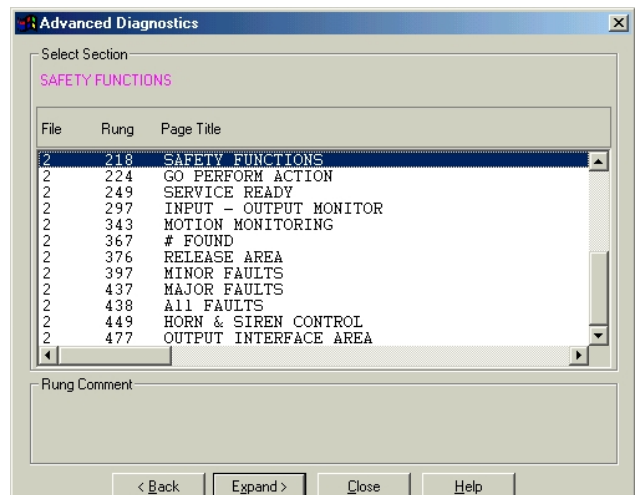 Advanced Diagnostics
Select Section
SAFETY FUNCTIONS
File Rung Page Title
2 218 SAFETY FUNCTIONS
2 224 GO PERFORM ACTION
2 249 SERVICE READY
2 297 INPUT - OUTPUT MONITOR
2 343 MOTION MONITORING
2 367 # FOUND
2 376 RELEASE AREA
2 397 MINOR FAULTS
2 437 MAJOR FAULTS
2 438 All FAULTS
2 449 HORN & SIREN CONTROL
2 477 OUTPUT INTERFACE AREA
Rung Comment
< Back Expand > Close Help